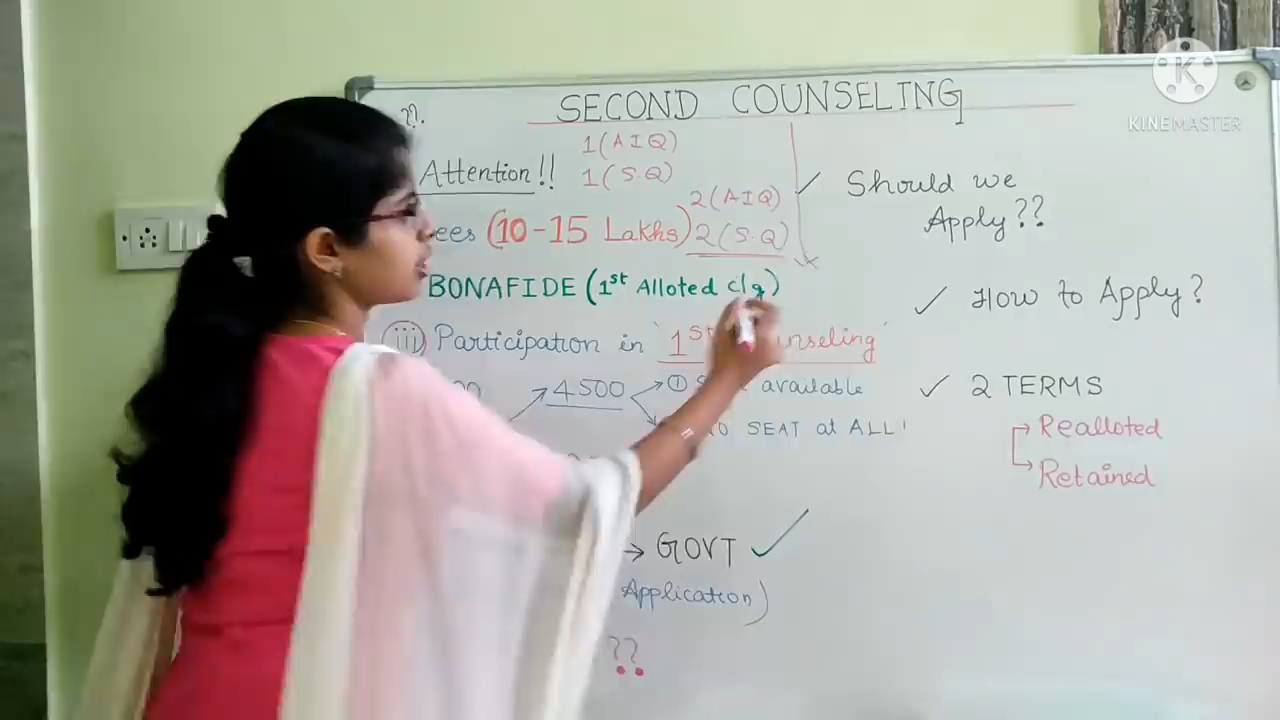 SECOND COUNSELING
??.
1(AIQ)
Attention!!
1(S.Q)
2(AIQ)
ees (10-15 Lakhs)
2(S.Q)
BONAFIDE (1st Alloted clg)
(iii) Participation in '1st unseling'
4500
① available
SEAT at ALL!
→ GOVT ✓
Application)
??
✓ Should we
Apply??
✓ How to Apply?
✓ 2 TERMS
→ Realloted
→ Retained
K
KINEMASTER